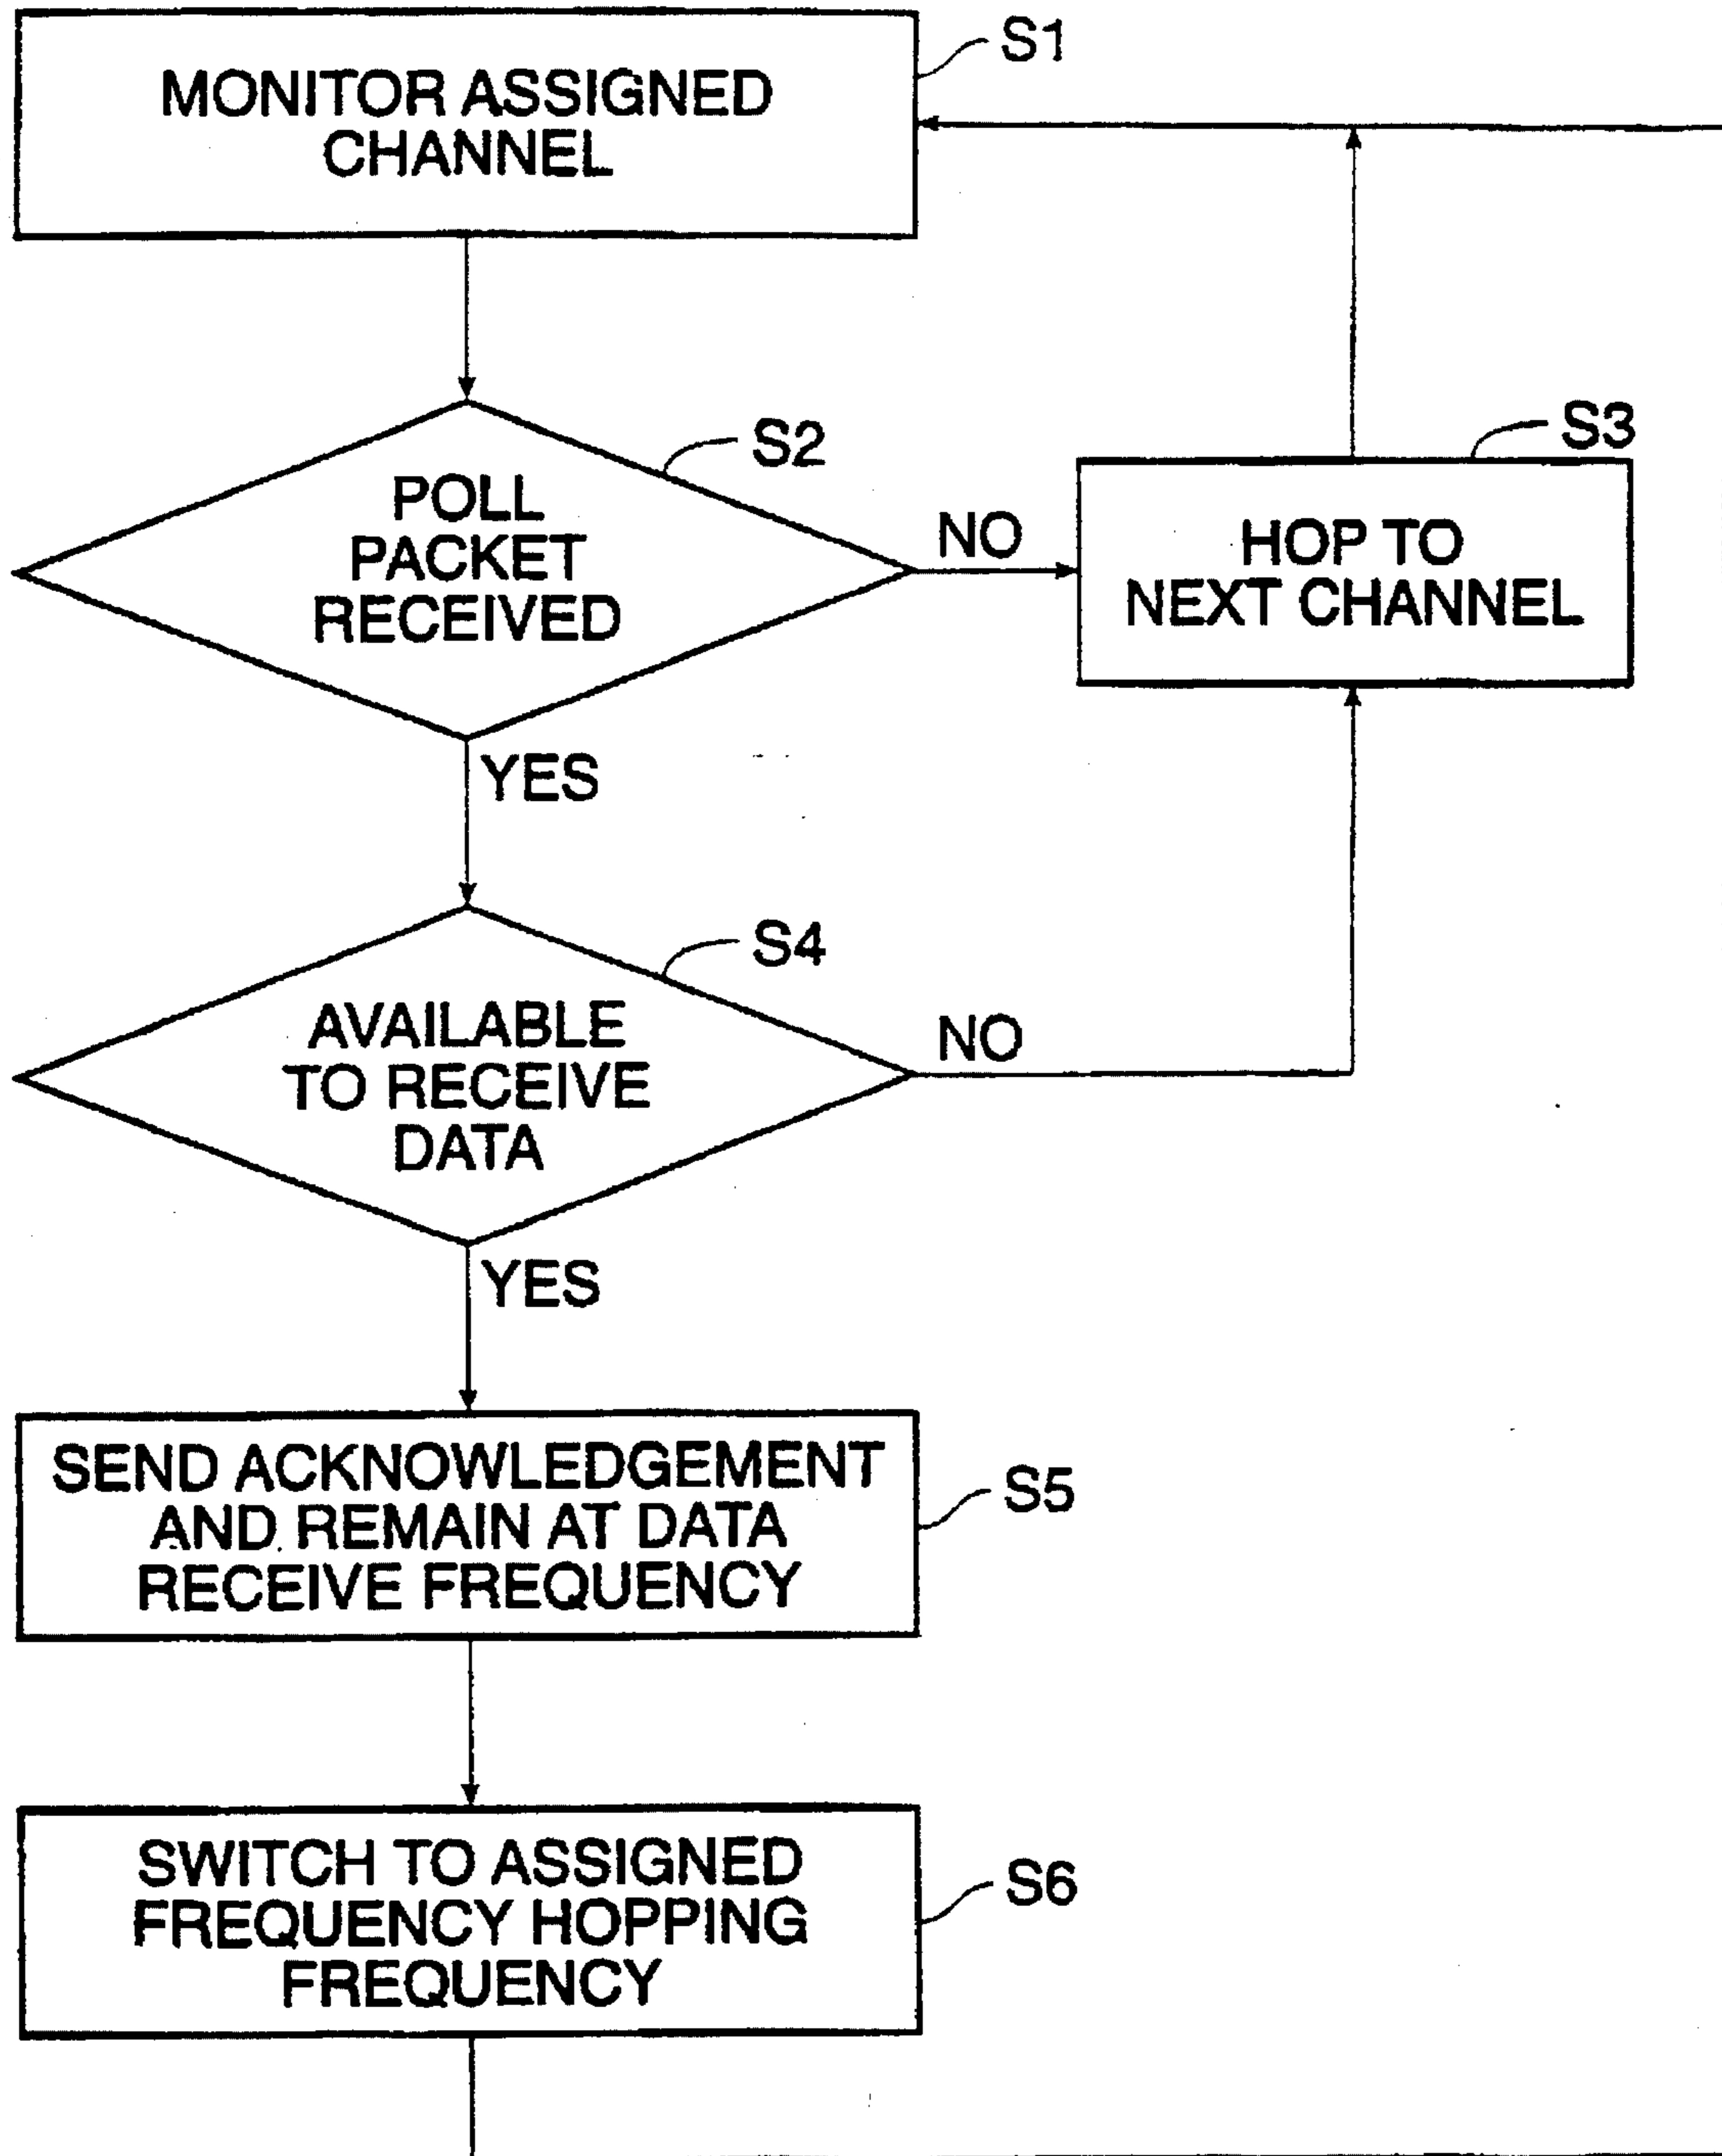 S1
MONITOR ASSIGNED
CHANNEL
S2
POLL
PACKET
RECEIVED
NO
S3
HOP TO
NEXT CHANNEL
YES
S4
AVAILABLE
TO RECEIVE
DATA
NO
YES
SEND ACKNOWLEDGEMENT
AND REMAIN AT DATA
RECEIVE FREQUENCY
S5
SWITCH TO ASSIGNED
FREQUENCY HOPPING
FREQUENCY
S6